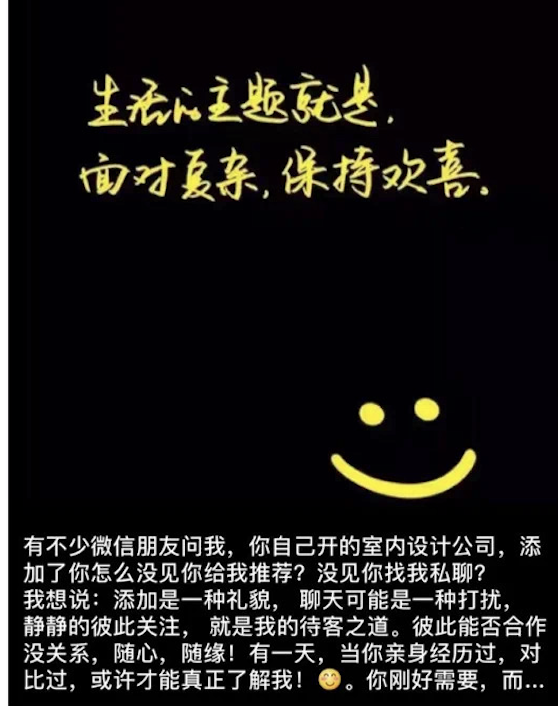 生活的主题就是,
面对复杂,保持欢喜。
有不少微信朋友问我，你自己开的室内设计公司，添
加了你怎么没见你给我推荐？没见你找我私聊？
我想说：添加是一种礼貌， 聊天可能是一种打扰，
静静的彼此关注， 就是我的待客之道。彼此能否合作
没关系，随心，随缘！有一天，当你亲身经历过，对
比过，或许才能真正了解我！😊。你刚好需要，而...